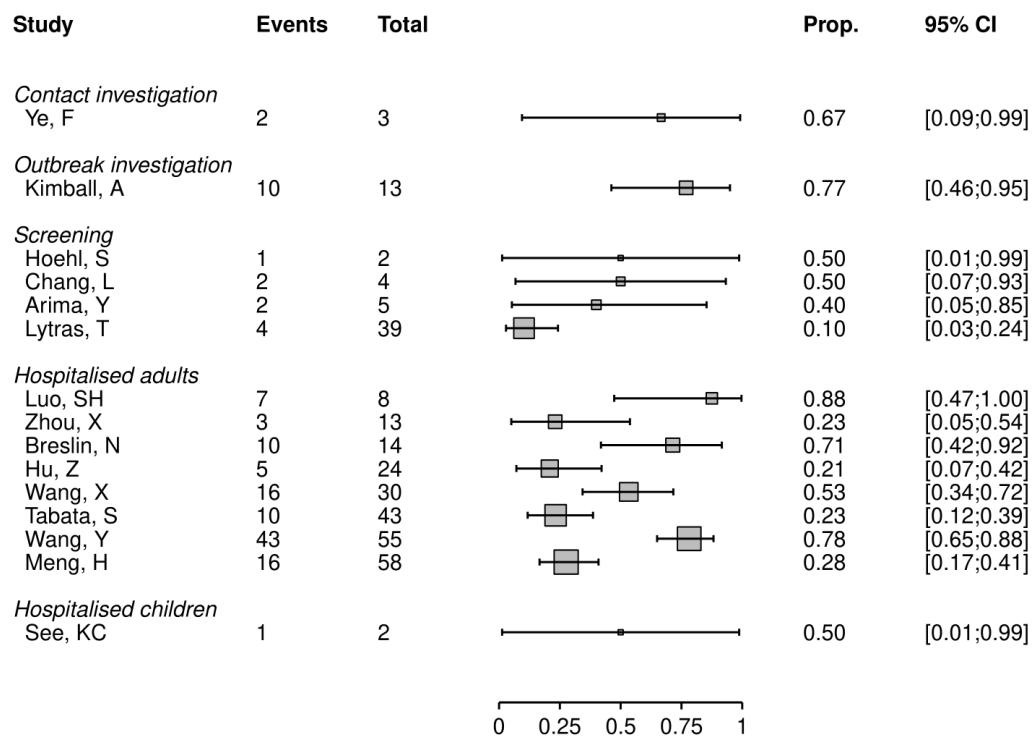 Study Events Total Prop. 95% CI
Contact investigation
Ye, F 2 3 0.67 [0.09;0.99]
Outbreak investigation
Kimball, A 10 13 0.77 [0.46;0.95]
Screening
Hoehl, S 1 2 0.50 [0.01;0.99]
Chang, L 2 4 0.50 [0.07;0.93]
Arima, Y 2 5 0.40 [0.05;0.85]
Lytras, T 4 39 0.10 [0.03;0.24]
Hospitalised adults
Luo, SH 7 8 0.88 [0.47;1.00]
Zhou, X 3 13 0.23 [0.05;0.54]
Breslin, N 10 14 0.71 [0.42;0.92]
Hu, Z 5 24 0.21 [0.07;0.42]
Wang, X 16 30 0.53 [0.34;0.72]
Tabata, S 10 43 0.23 [0.12;0.39]
Wang, Y 43 55 0.78 [0.65;0.88]
Meng, H 16 58 0.28 [0.17;0.41]
Hospitalised children
See, KC 1 2 0.50 [0.01;0.99]
0 0.25 0.5 0.75 1